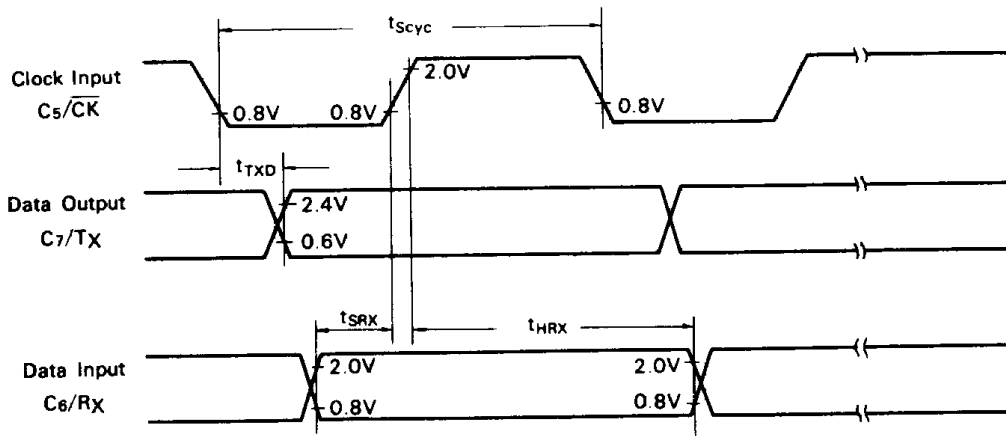 tScyc
Clock Input
C5/C̅K̅
2.0V
0.8V 0.8V 0.8V
tTXD
Data Output
C7/TX
2.4V
0.6V
tSRX tHRX
Data Input
C6/RX
2.0V 2.0V
0.8V 0.8V